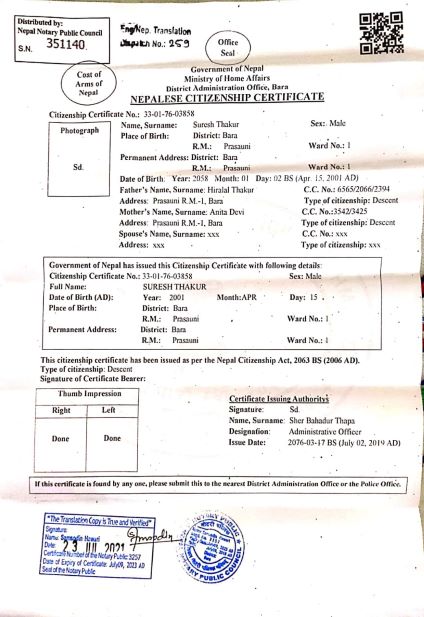 Distributed by:
Nepal Notary Public Council
S.N. 351140
Eng/Nep. Translation
Dispatch No.: 259
Office
Seal
Coat of
Arms of
Nepal
Government of Nepal
Ministry of Home Affairs
District Administration Office, Bara
NEPALESE CITIZENSHIP CERTIFICATE
Citizenship Certificate No.: 33-01-76-03858
Photograph
Sd.
Name, Surname: Suresh Thakur Sex: Male
Place of Birth: District: Bara
R.M.: Prasauni Ward No.: 1
Permanent Address: District: Bara
R.M.: Prasauni Ward No.: 1
Date of Birth: Year: 2058 Month: 01 Day: 02 BS (Apr. 15, 2001 AD)
Father's Name, Surname: Hiralal Thakur C.C. No.: 6565/2066/2394
Address: Prasauni R.M.-1, Bara Type of citizenship: Descent
Mother's Name, Surname: Anita Devi C.C. No.:3542/3425
Address: Prasauni R.M.-1, Bara Type of citizenship: Descent
Spouse's Name, Surname: xxx C.C. No.: xxx
Address: xxx Type of citizenship: xxx
Government of Nepal has issued this Citizenship Certificate with following details:
Citizenship Certificate No.: 33-01-76-03858 Sex: Male
Full Name: SURESH THAKUR
Date of Birth (AD): Year: 2001 Month:APR Day: 15
Place of Birth: District: Bara
R.M.: Prasauni Ward No.: 1
Permanent Address: District: Bara
R.M.: Prasauni Ward No.: 1
This citizenship certificate has been issued as per the Nepal Citizenship Act, 2063 BS (2006 AD).
Type of citizenship: Descent
Signature of Certificate Bearer:
Thumb Impression
Right Left
Done Done
Certificate Issuing Authority:
Signature: Sd.
Name, Surname: Sher Bahadur Thapa
Designation: Administrative Officer
Issue Date: 2076-03-17 BS (July 02, 2019 AD)
If this certificate is found by any one, please submit this to the nearest District Administration Office or the Police Office.
"The Translation Copy is True and Verified"
Signature:
Name: Samsodin Hawari
Date: 23 JUL 2021
Certificate Number of the Notary Public 3257
Date of Expiry of Certificate: July09, 2023 AD
Seal of the Notary Public
NOTARY PUBLIC COUNCIL